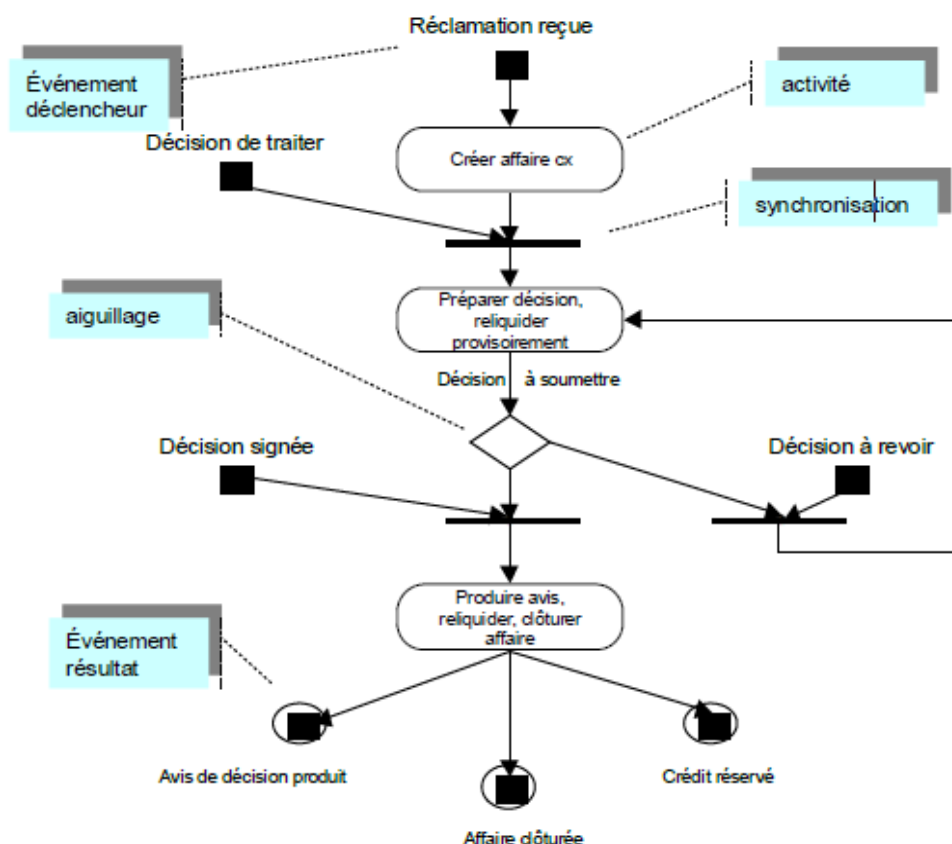 Réclamation reçue
Événement
déclencheur
activité
Décision de traiter
Créer affaire cx
synchronisation
Préparer décision,
reliquider
provisoirement
aiguillage
Décision à soumettre
Décision signée
Décision à revoir
Produire avis,
reliquider, clôturer
affaire
Événement
résultat
Avis de décision produit
Crédit réservé
Affaire clôturée